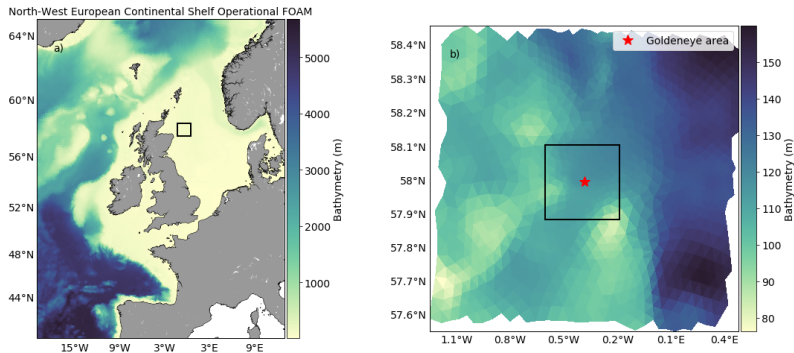 North-West European Continental Shelf Operational FOAM
a)
64°N
60°N
56°N
52°N
48°N
44°N
15°W
9°W
3°W
3°E
9°E
5000
4000
3000
2000
1000
Bathymetry (m)
b)
Goldeneye area
58.4°N
58.3°N
58.2°N
58.1°N
58°N
57.9°N
57.8°N
57.7°N
57.6°N
1.1°W
0.8°W
0.5°W
0.2°W
0.1°E
0.4°E
150
140
130
120
110
100
90
80
Bathymetry (m)